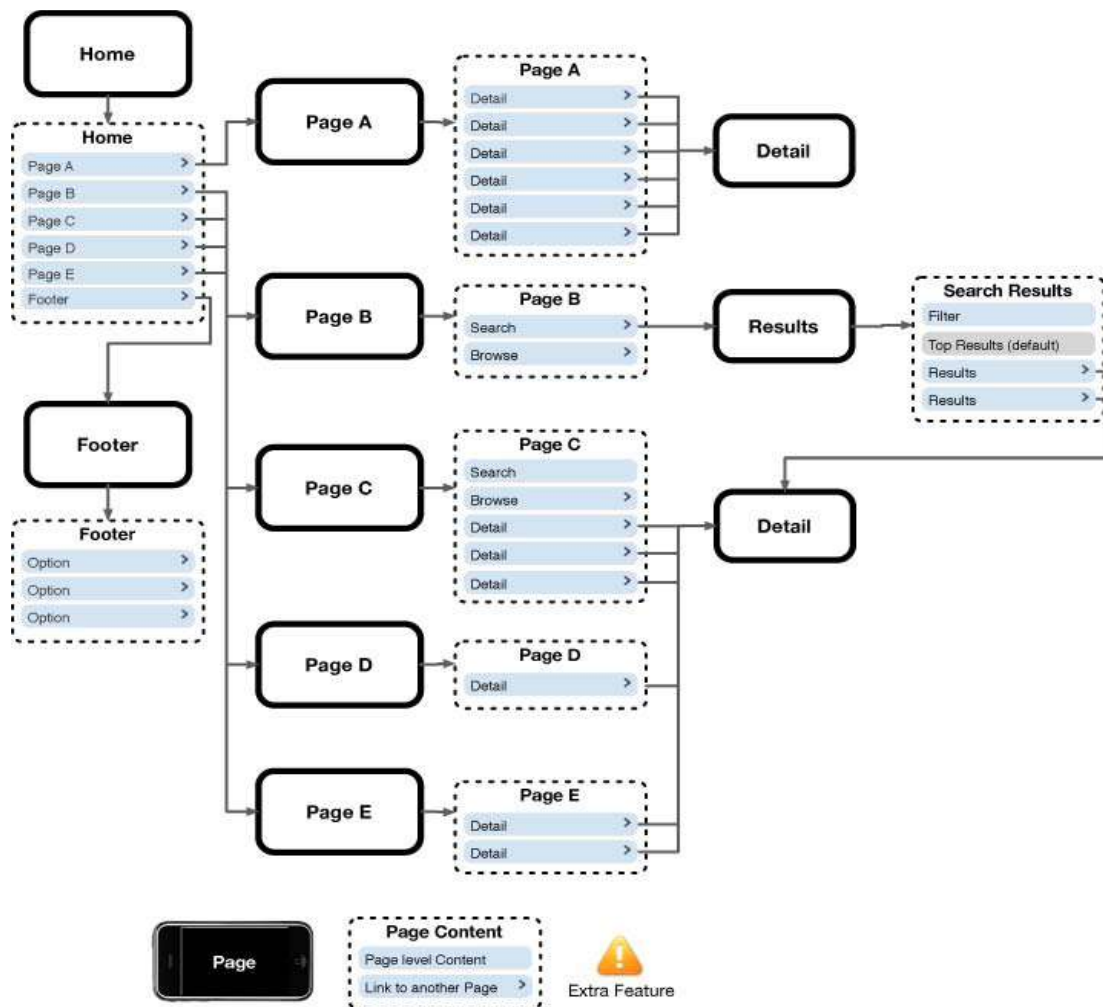 Home
Home
Page A
Page B
Page C
Page D
Page E
Footer
Footer
Footer
Option
Option
Option
Page A
Page A
Detail
Detail
Detail
Detail
Detail
Detail
Detail
Page B
Page B
Search
Browse
Results
Search Results
Filter
Top Results (default)
Results
Results
Page C
Page C
Search
Browse
Detail
Detail
Detail
Detail
Page D
Page D
Detail
Page E
Page E
Detail
Detail
Page
Page Content
Page level Content
Link to another Page
Extra Feature